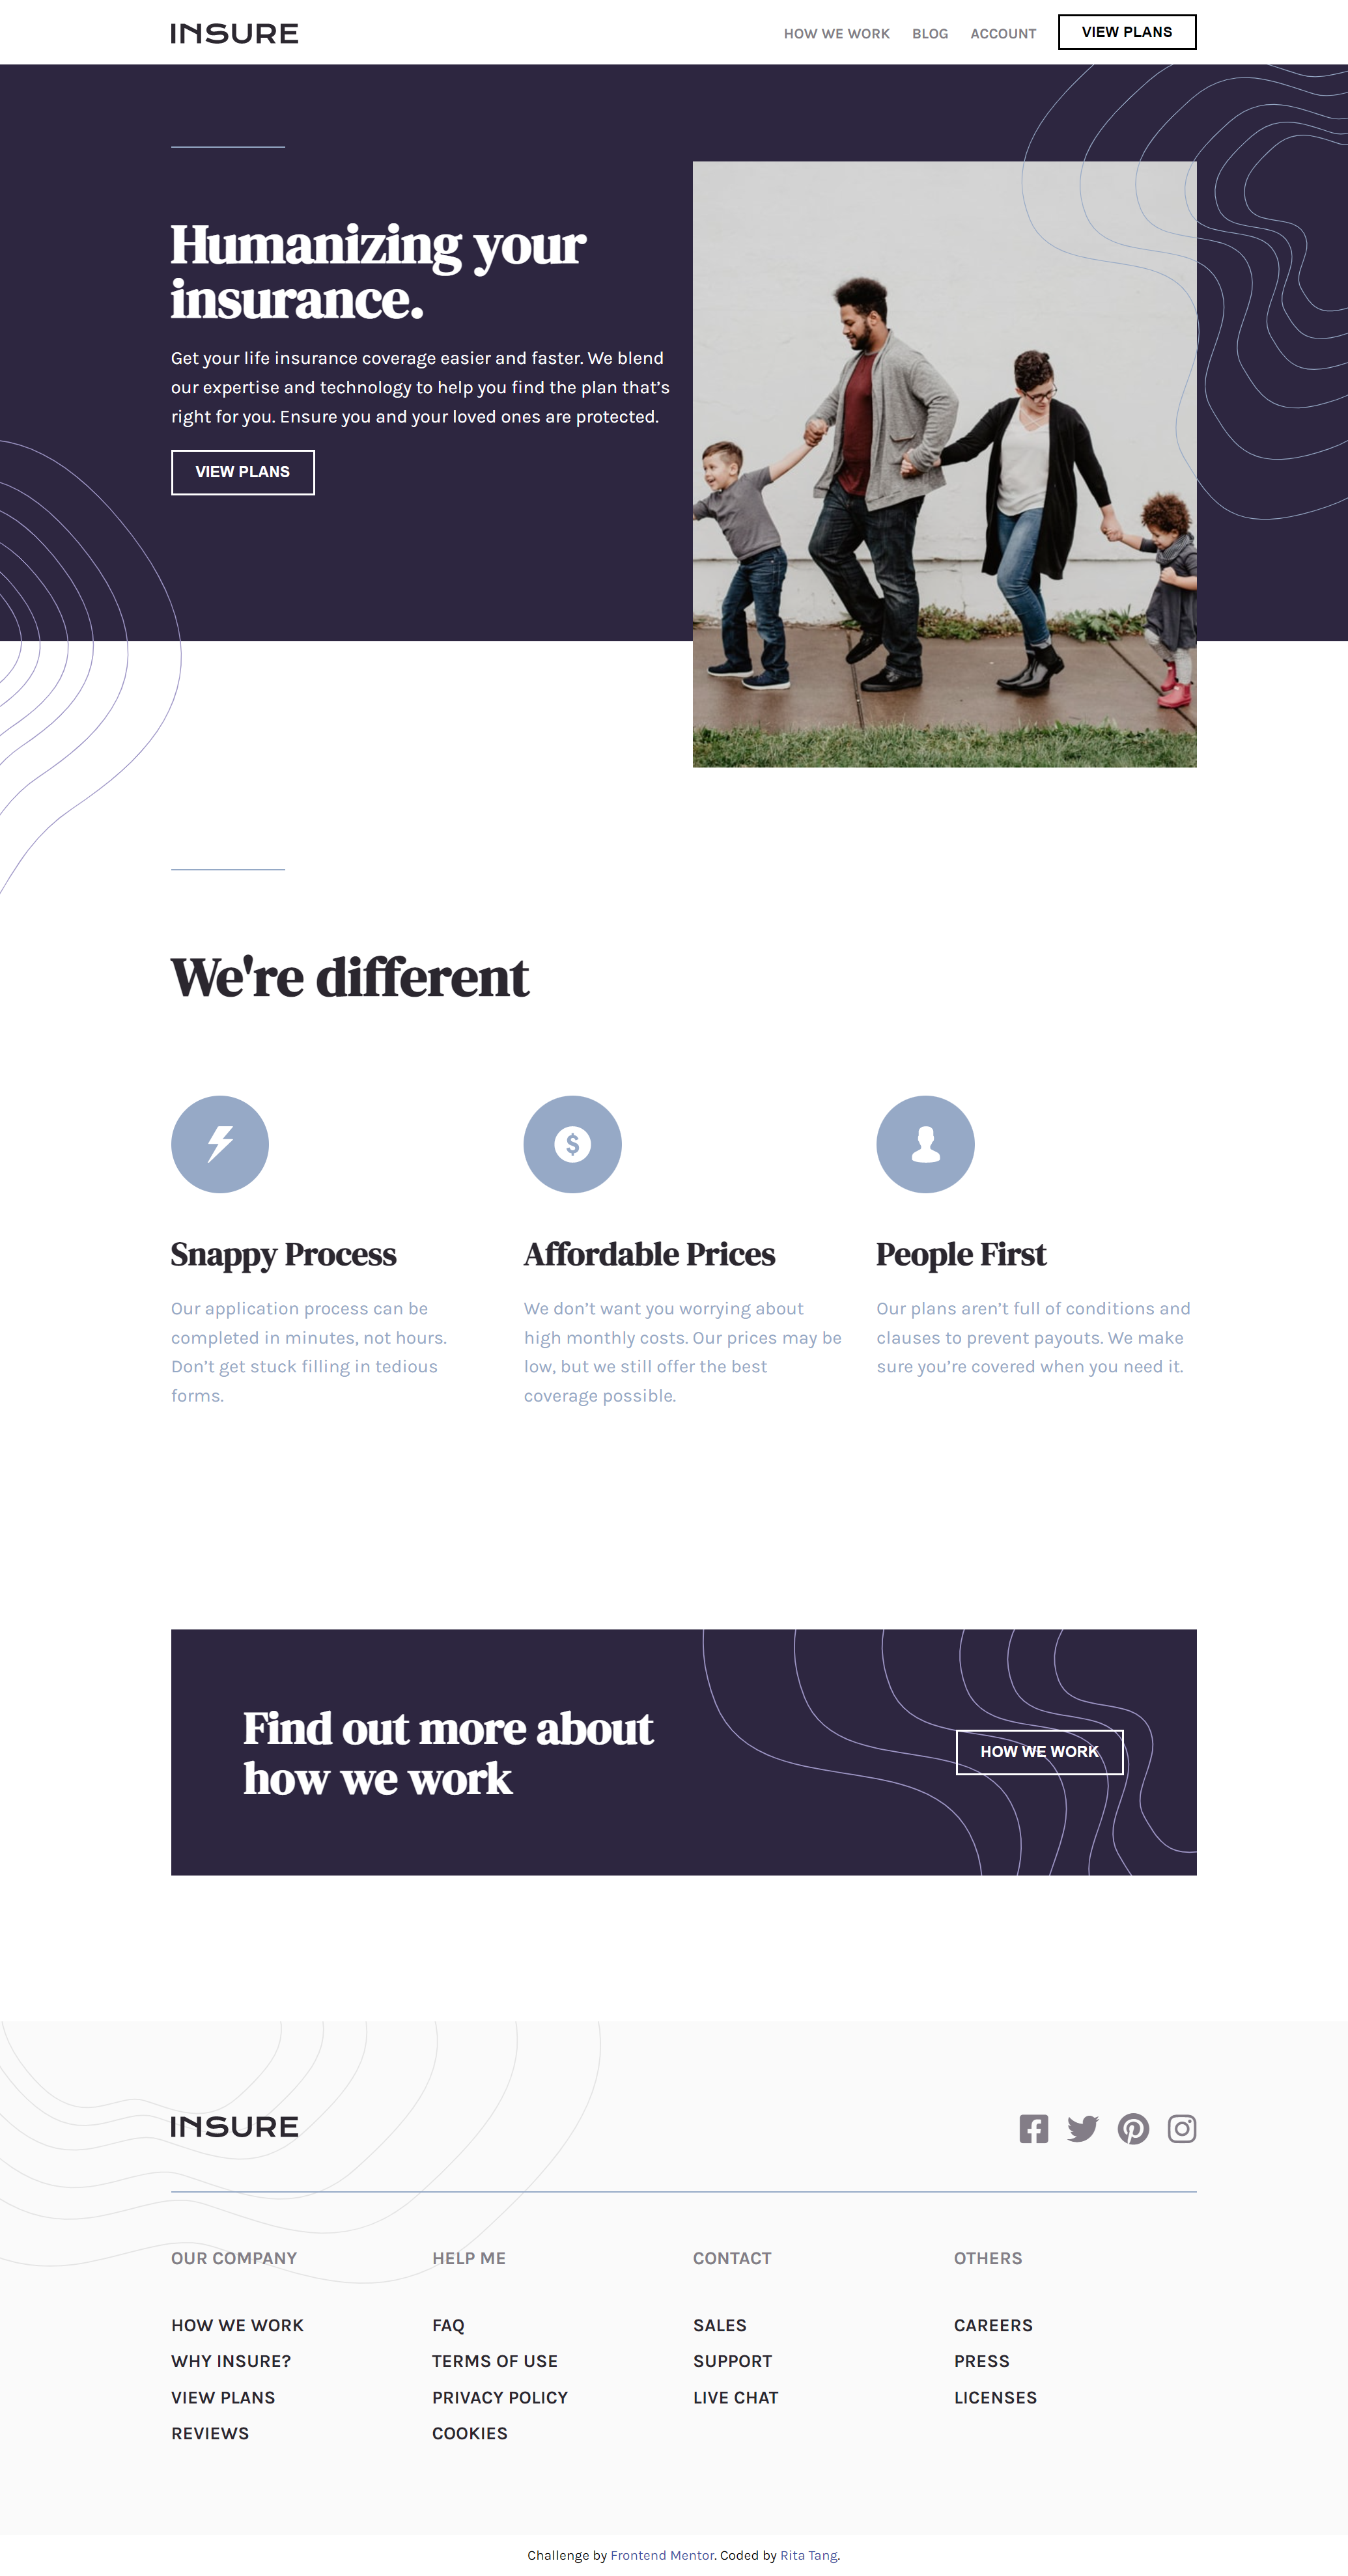 INSURE
HOW WE WORK BLOG ACCOUNT VIEW PLANS
Humanizing your
insurance.
Get your life insurance coverage easier and faster. We blend
our expertise and technology to help you find the plan that’s
right for you. Ensure you and your loved ones are protected.
VIEW PLANS
We're different
Snappy Process
Our application process can be
completed in minutes, not hours.
Don’t get stuck filling in tedious
forms.
Affordable Prices
We don’t want you worrying about
high monthly costs. Our prices may be
low, but we still offer the best
coverage possible.
People First
Our plans aren’t full of conditions and
clauses to prevent payouts. We make
sure you’re covered when you need it.
Find out more about
how we work
HOW WE WORK
INSURE
OUR COMPANY
HOW WE WORK
WHY INSURE?
VIEW PLANS
REVIEWS
HELP ME
FAQ
TERMS OF USE
PRIVACY POLICY
COOKIES
CONTACT
SALES
SUPPORT
LIVE CHAT
OTHERS
CAREERS
PRESS
LICENSES
Challenge by Frontend Mentor. Coded by Rita Tang.